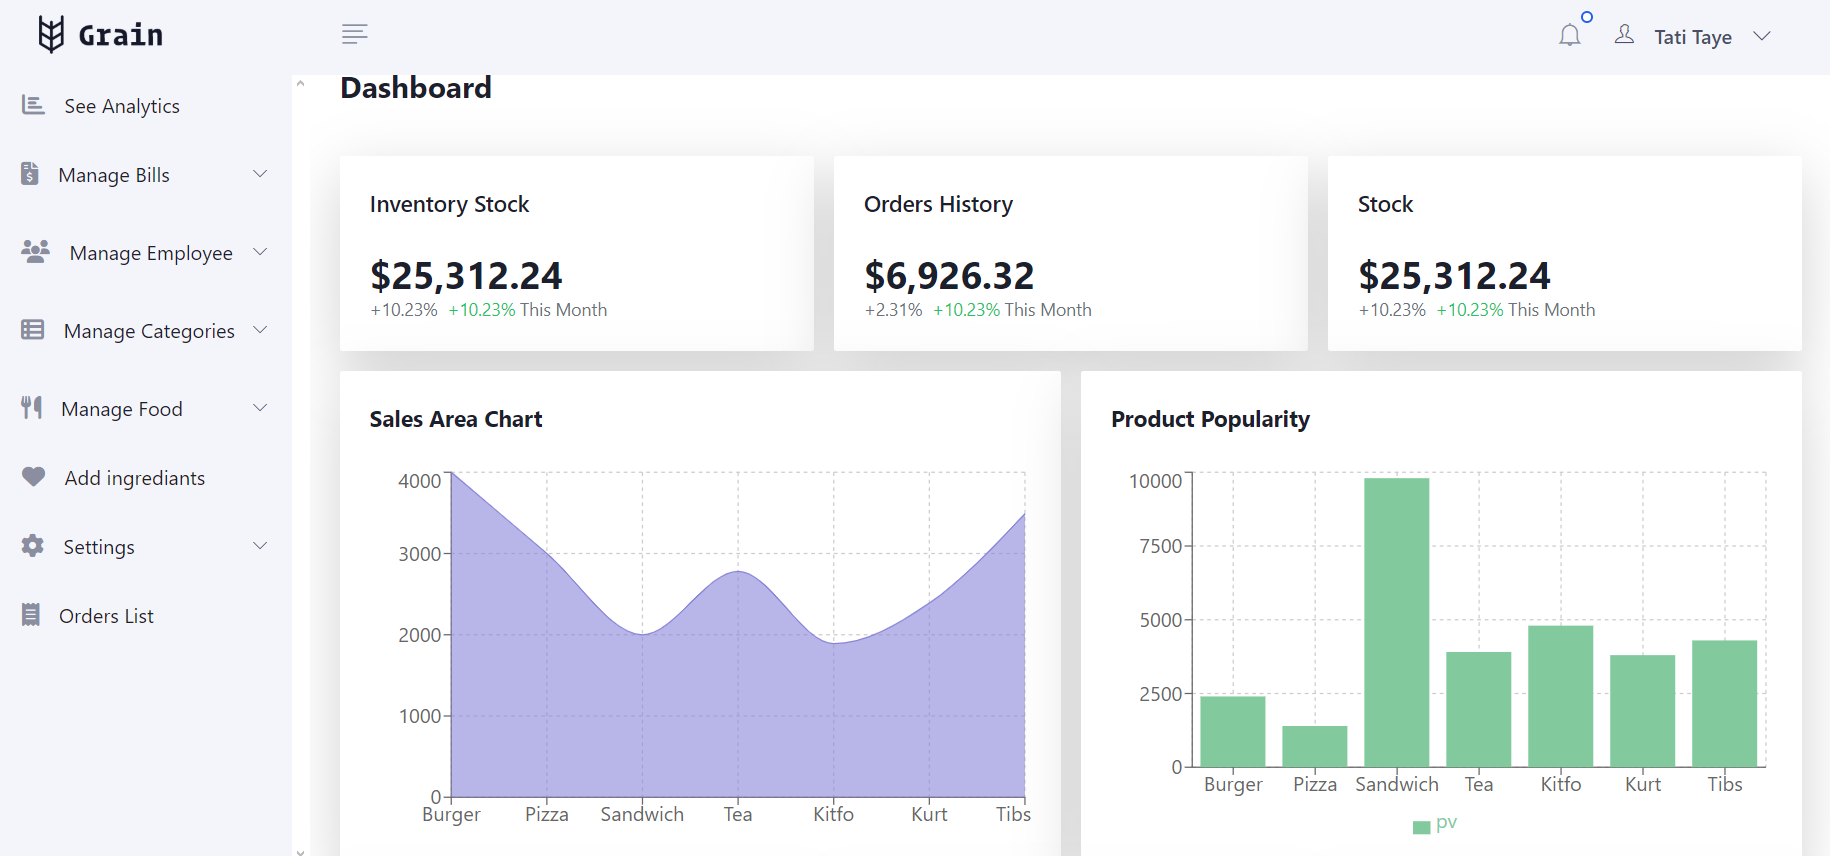 Grain
Tati Taye
See Analytics
Manage Bills
Manage Employee
Manage Categories
Manage Food
Add ingrediants
Settings
Orders List
Dashboard
Inventory Stock
$25,312.24
+10.23% +10.23% This Month
Orders History
$6,926.32
+2.31% +10.23% This Month
Stock
$25,312.24
+10.23% +10.23% This Month
Sales Area Chart
4000
3000
2000
1000
0
Burger Pizza Sandwich Tea Kitfo Kurt Tibs
Product Popularity
10000
7500
5000
2500
0
Burger Pizza Sandwich Tea Kitfo Kurt Tibs
pv